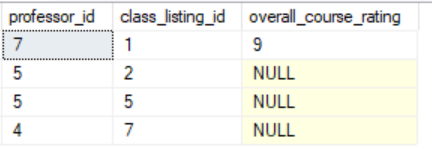 professor_id class_listing_id overall_course_rating
7 1 9
5 2 NULL
5 5 NULL
4 7 NULL